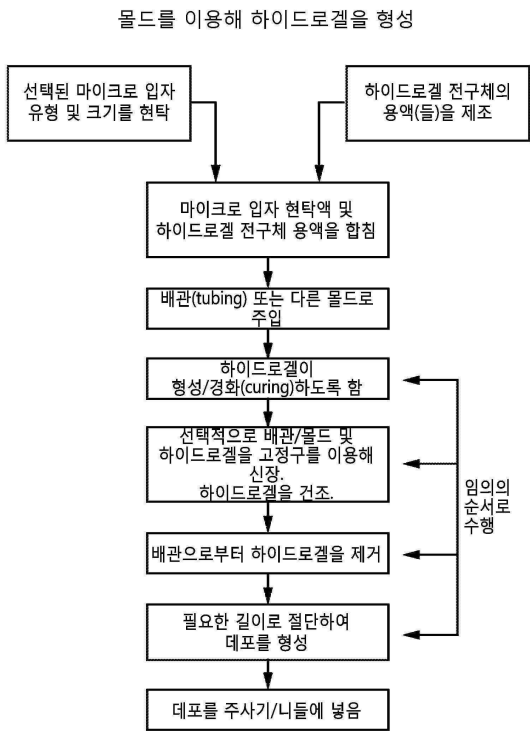 몰드를 이용해 하이드로겔을 형성
선택된 마이크로 입자
유형 및 크기를 현탁
하이드로겔 전구체의
용액(들)을 제조
마이크로 입자 현탁액 및
하이드로겔 전구체 용액을 합침
배관(tubing) 또는 다른 몰드로
주입
하이드로겔이
형성/경화(curing)하도록 함
선택적으로 배관/몰드 및
하이드로겔을 고정구를 이용해
신장.
하이드로겔을 건조.
임의의
순서로
수행
배관으로부터 하이드로겔을 제거
필요한 길이로 절단하여
데포를 형성
데포를 주사기/니들에 넣음